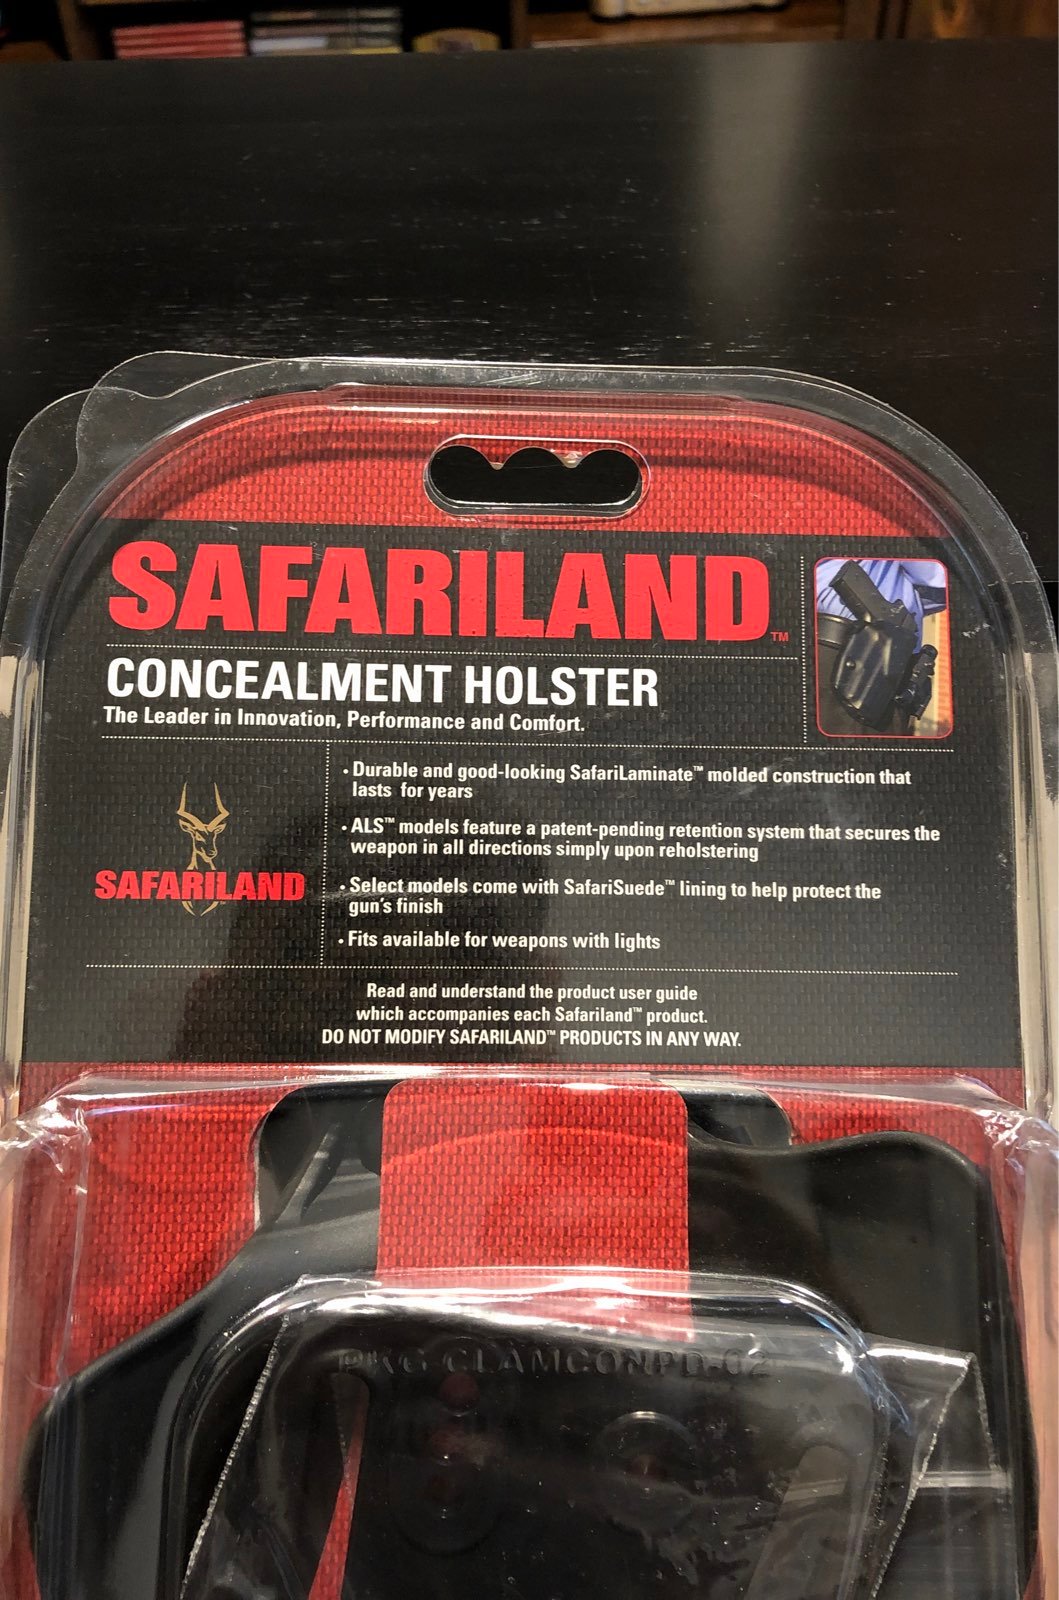 SAFARILAND™
CONCEALMENT HOLSTER
The Leader in Innovation, Performance and Comfort.
SAFARILAND
• Durable and good-looking SafariLaminate™ molded construction that
lasts for years
• ALS™ models feature a patent-pending retention system that secures the
weapon in all directions simply upon reholstering
• Select models come with SafariSuede™ lining to help protect the
gun's finish
• Fits available for weapons with lights
Read and understand the product user guide
which accompanies each Safariland™ product.
DO NOT MODIFY SAFARILAND™ PRODUCTS IN ANY WAY.
PKG CLAMCONPD-02